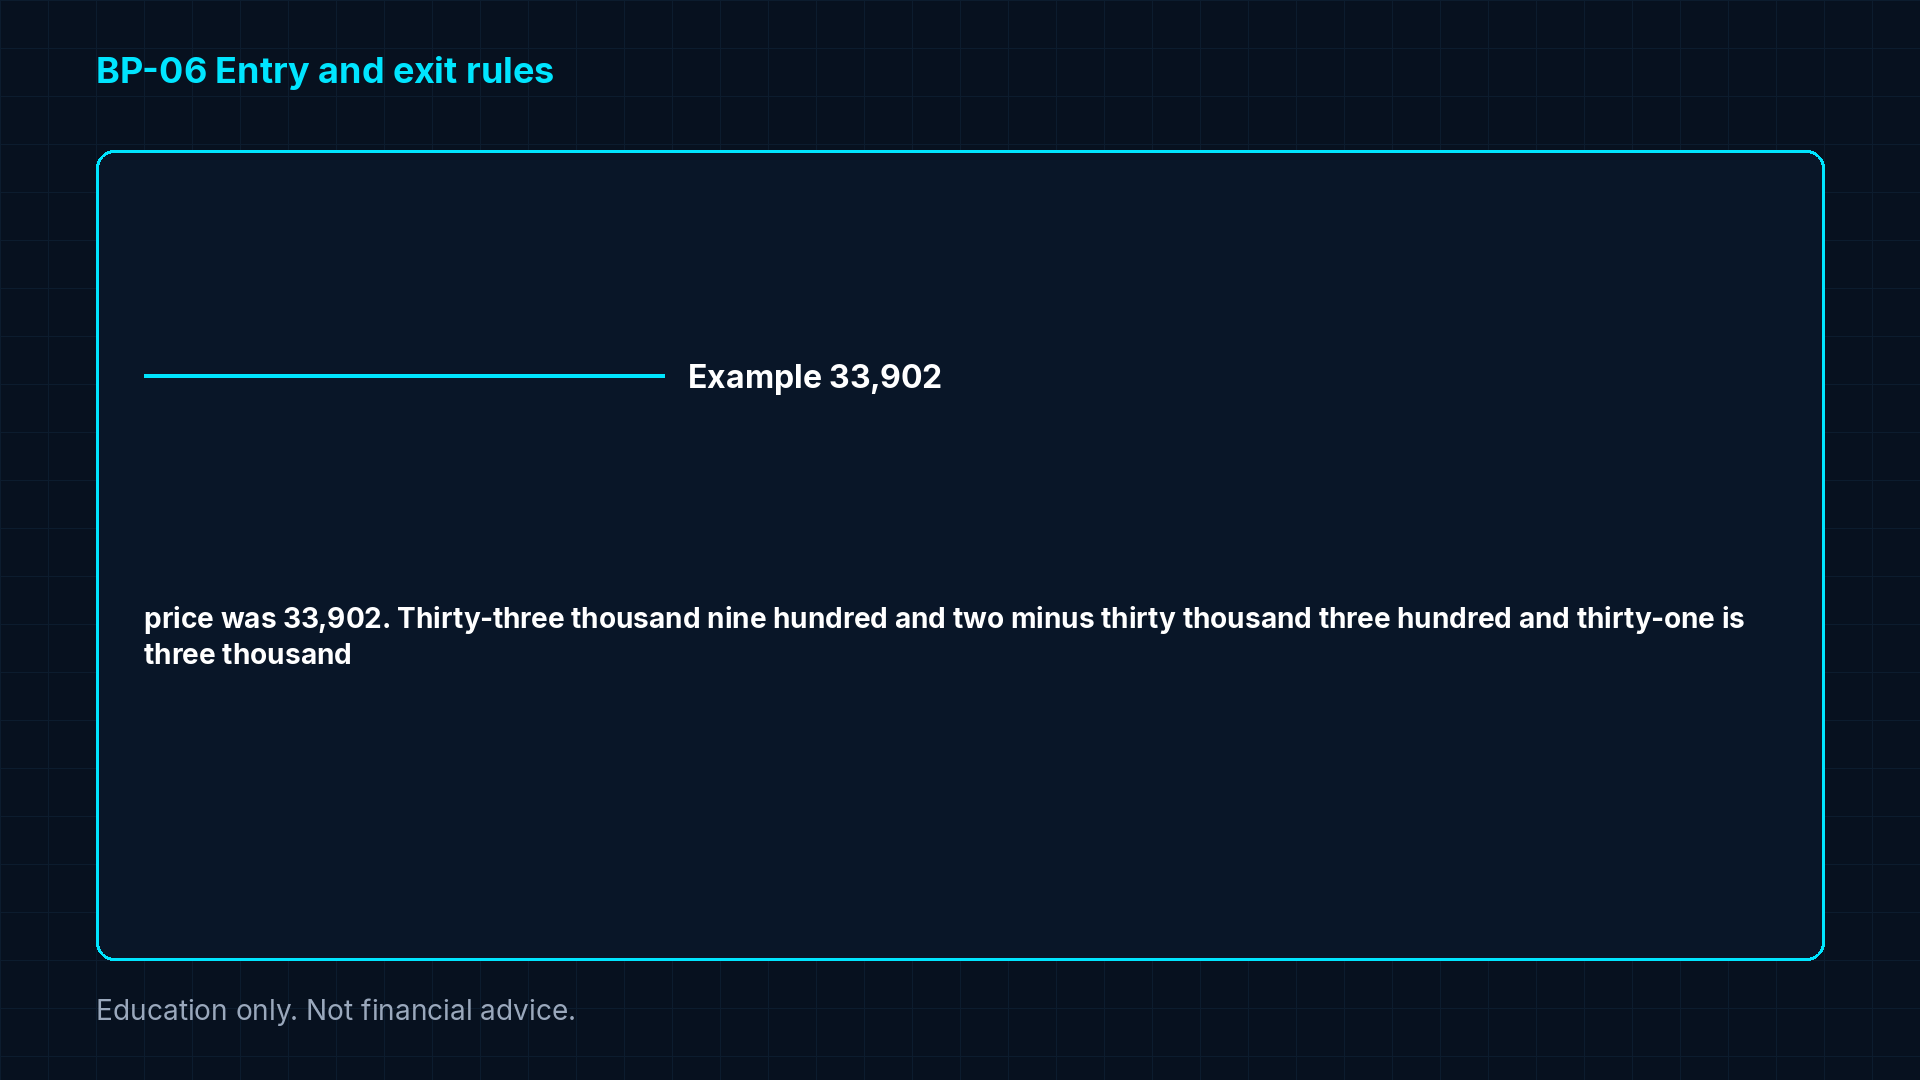 BP-06 Entry and exit rules
Example 33,902
price was 33,902. Thirty-three thousand nine hundred and two minus thirty thousand three hundred and thirty-one is
three thousand
Education only. Not financial advice.